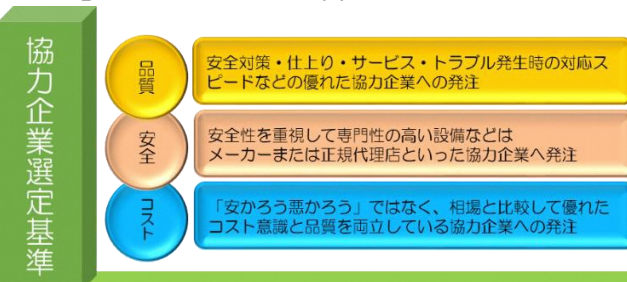 協力企業選定基準
品質
安全対策・仕上り・サービス・トラブル発生時の対応ス
ピードなどの優れた協力企業への発注
安全
安全性を重視して専門性の高い設備などは
メーカーまたは正規代理店といった協力企業へ発注
コスト
「安かろう悪かろう」ではなく、相場と比較して優れた
コスト意識と品質を両立している協力企業への発注